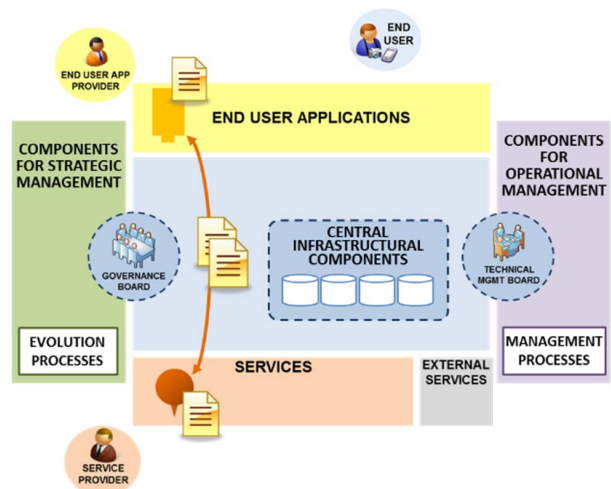 END
USER
END USER APP
PROVIDER
END USER APPLICATIONS
COMPONENTS
FOR STRATEGIC
MANAGEMENT
COMPONENTS
FOR
OPERATIONAL
MANAGEMENT
CENTRAL
INFRASTRUCTURAL
COMPONENTS
GOVERNANCE
BOARD
TECHNICAL
MGMT BOARD
EVOLUTION
PROCESSES
MANAGEMENT
PROCESSES
SERVICES
EXTERNAL
SERVICES
SERVICE
PROVIDER